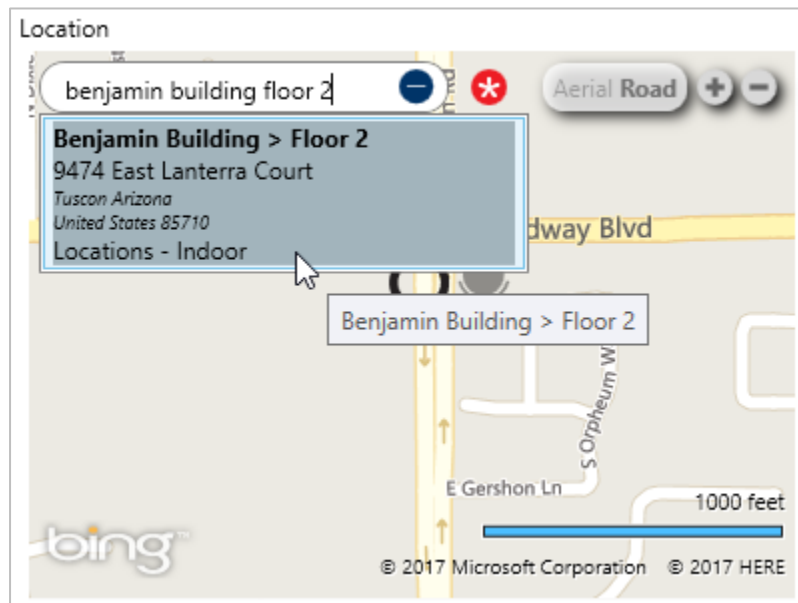 Location
benjamin building floor 2
Aerial Road
Benjamin Building > Floor 2
9474 East Lanterra Court
Tuscon Arizona
United States 85710
Locations - Indoor
dway Blvd
Benjamin Building > Floor 2
S Orpheum W
E Gershon Ln
1000 feet
bing™
© 2017 Microsoft Corporation © 2017 HERE